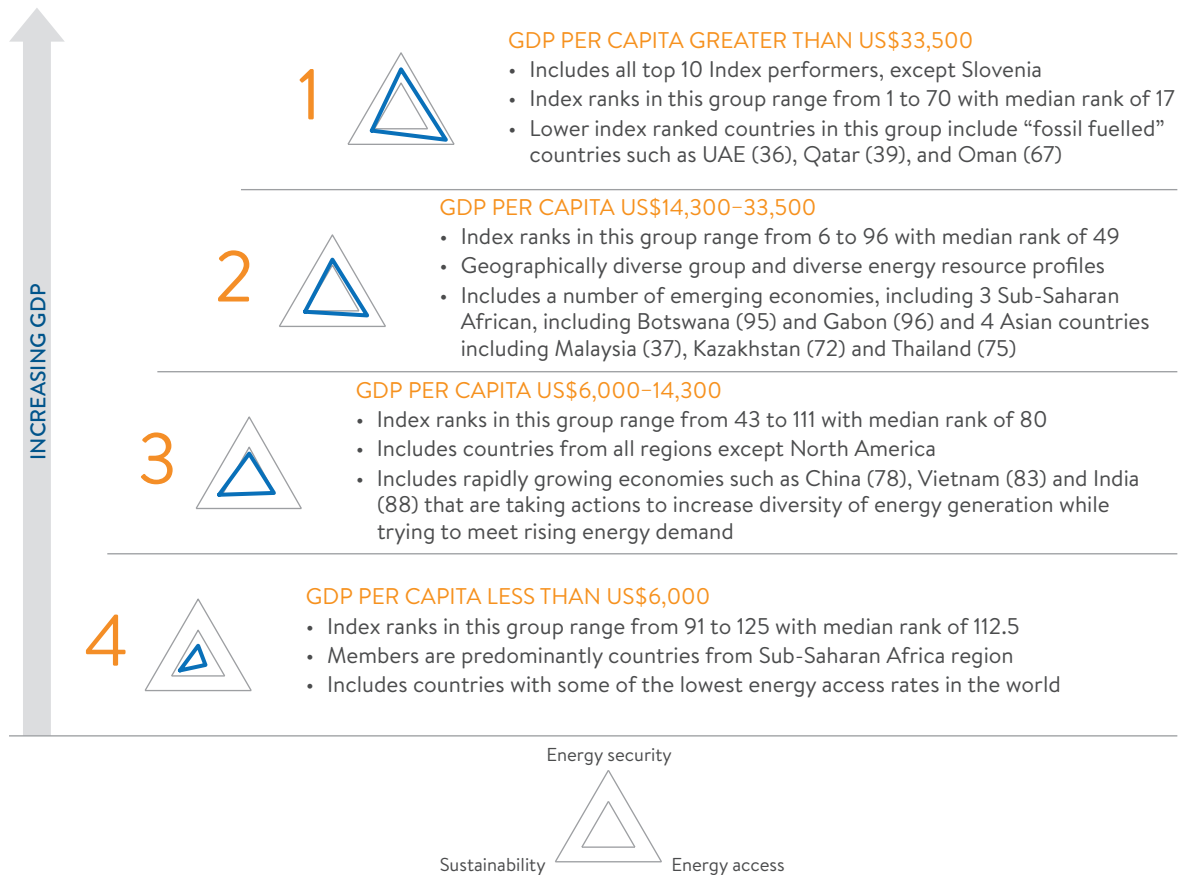 INCREASING GDP
1
GDP PER CAPITA GREATER THAN US$33,500
• Includes all top 10 Index performers, except Slovenia
• Index ranks in this group range from 1 to 70 with median rank of 17
• Lower index ranked countries in this group include “fossil fuelled”
countries such as UAE (36), Qatar (39), and Oman (67)
2
GDP PER CAPITA US$14,300–33,500
• Index ranks in this group range from 6 to 96 with median rank of 49
• Geographically diverse group and diverse energy resource profiles
• Includes a number of emerging economies, including 3 Sub-Saharan
African, including Botswana (95) and Gabon (96) and 4 Asian countries
including Malaysia (37), Kazakhstan (72) and Thailand (75)
3
GDP PER CAPITA US$6,000–14,300
• Index ranks in this group range from 43 to 111 with median rank of 80
• Includes countries from all regions except North America
• Includes rapidly growing economies such as China (78), Vietnam (83) and India
(88) that are taking actions to increase diversity of energy generation while
trying to meet rising energy demand
4
GDP PER CAPITA LESS THAN US$6,000
• Index ranks in this group range from 91 to 125 with median rank of 112.5
• Members are predominantly countries from Sub-Saharan Africa region
• Includes countries with some of the lowest energy access rates in the world
Energy security
Sustainability
Energy access